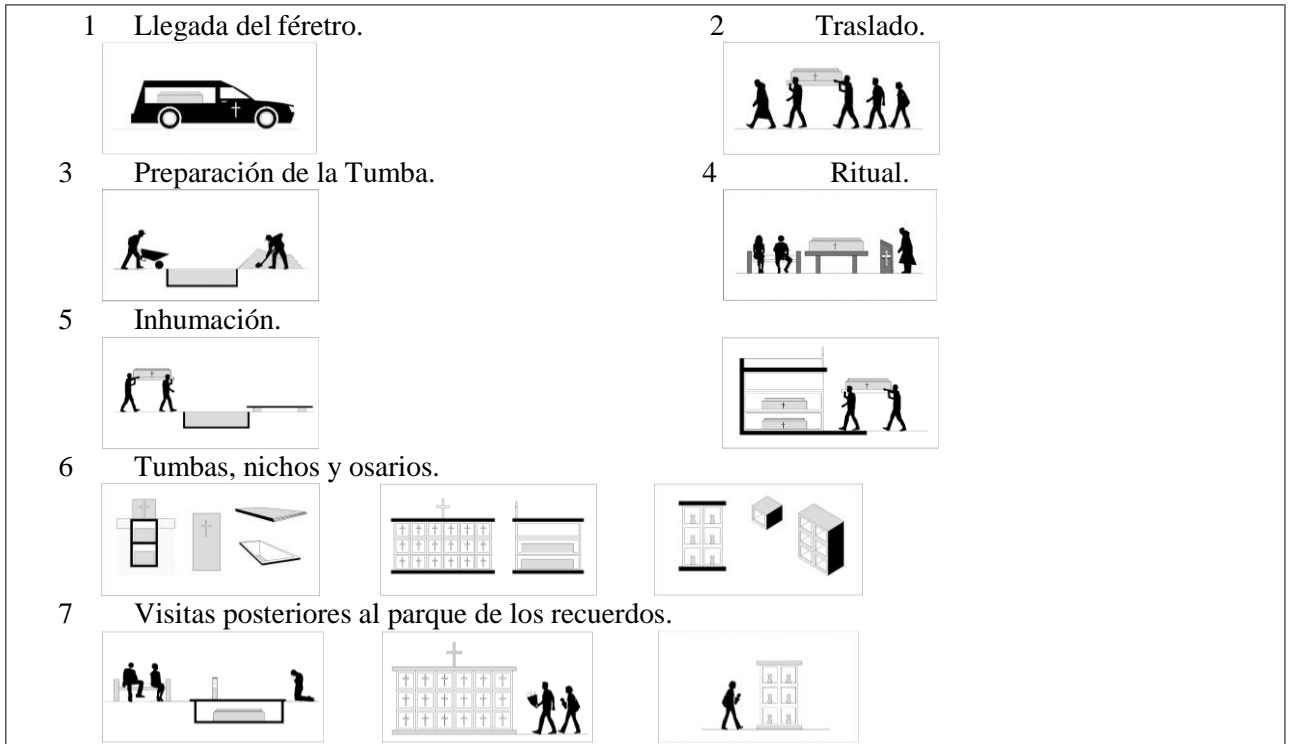 1 Llegada del féretro.
2 Traslado.
3 Preparación de la Tumba.
4 Ritual.
5 Inhumación.
6 Tumbas, nichos y osarios.
7 Visitas posteriores al parque de los recuerdos.